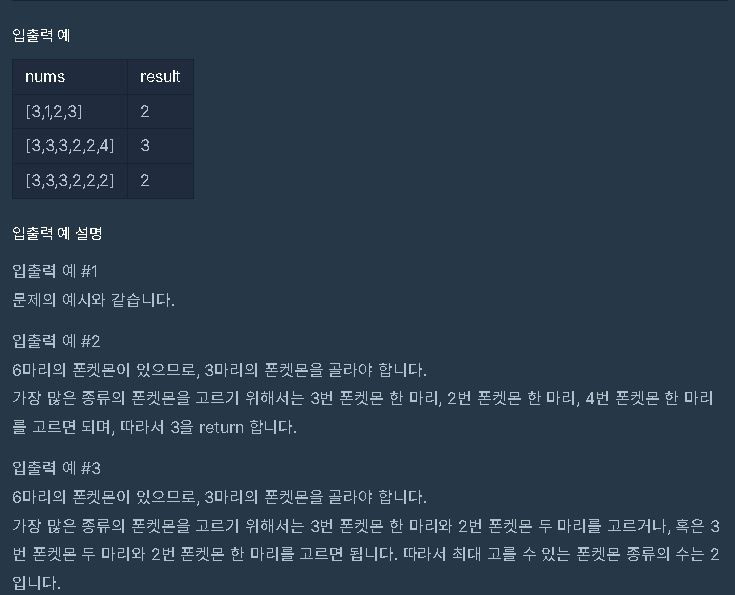 입출력 예
nums result
[3,1,2,3] 2
[3,3,3,2,2,4] 3
[3,3,3,2,2,2] 2
입출력 예 설명
입출력 예 #1
문제의 예시와 같습니다.
입출력 예 #2
6마리의 폰켓몬이 있으므로, 3마리의 폰켓몬을 골라야 합니다.
가장 많은 종류의 폰켓몬을 고르기 위해서는 3번 폰켓몬 한 마리, 2번 폰켓몬 한 마리, 4번 폰켓몬 한 마리
를 고르면 되며, 따라서 3을 return 합니다.
입출력 예 #3
6마리의 폰켓몬이 있으므로, 3마리의 폰켓몬을 골라야 합니다.
가장 많은 종류의 폰켓몬을 고르기 위해서는 3번 폰켓몬 한 마리와 2번 폰켓몬 두 마리를 고르거나, 혹은 3
번 폰켓몬 두 마리와 2번 폰켓몬 한 마리를 고르면 됩니다. 따라서 최대 고를 수 있는 폰켓몬 종류의 수는 2
입니다.